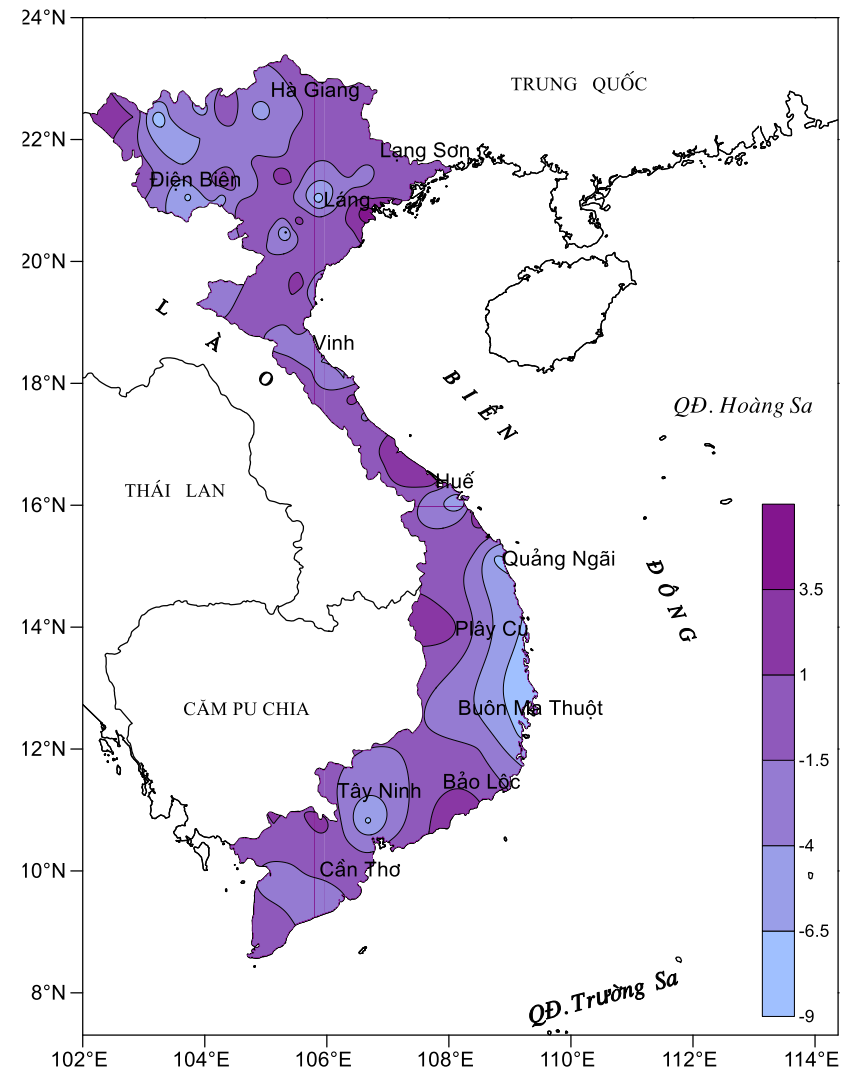 24°N
22°N
20°N
18°N
16°N
14°N
12°N
10°N
8°N
102°E
104°E
106°E
108°E
110°E
112°E
114°E
TRUNG QUỐC
Hà Giang
Lạng Sơn
Điện Biên
Láng
LÀO
Vinh
BIỂN
QĐ. Hoàng Sa
THÁI LAN
Huế
Quảng Ngãi
ĐÔNG
Plây Cu
CĂM PU CHIA
Buôn Ma Thuột
Bảo Lộc
Tây Ninh
Cần Thơ
QĐ. Trường Sa
3.5
1
-1.5
-4
-6.5
-9